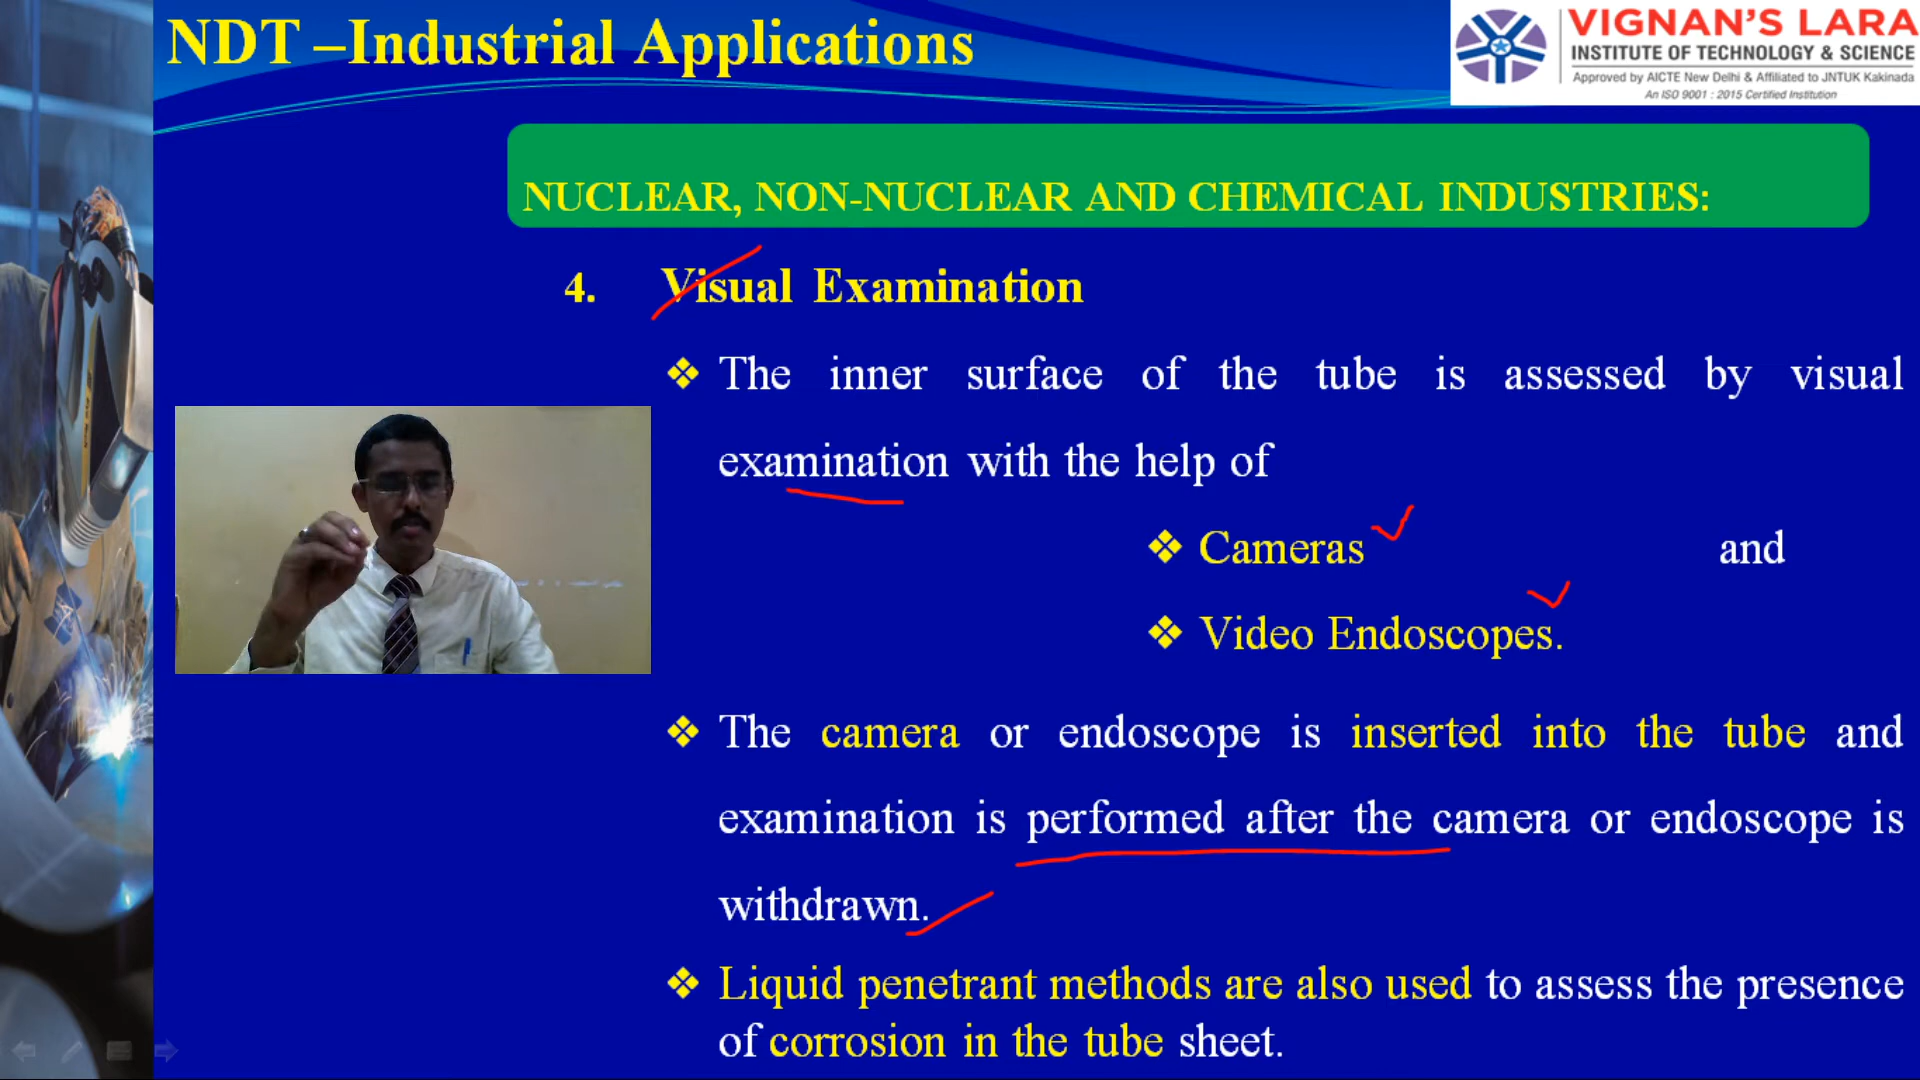 NDT –Industrial Applications
VIGNAN'S LARA
INSTITUTE OF TECHNOLOGY & SCIENCE
Approved by AICTE New Delhi & Affiliated to JNTUK Kakinada
An ISO 9001 : 2015 Certified Institution
NUCLEAR, NON-NUCLEAR AND CHEMICAL INDUSTRIES:
4. Visual Examination
❖ The inner surface of the tube is assessed by visual
examination with the help of
❖ Cameras and
❖ Video Endoscopes.
❖ The camera or endoscope is inserted into the tube and
examination is performed after the camera or endoscope is
withdrawn.
❖ Liquid penetrant methods are also used to assess the presence
of corrosion in the tube sheet.